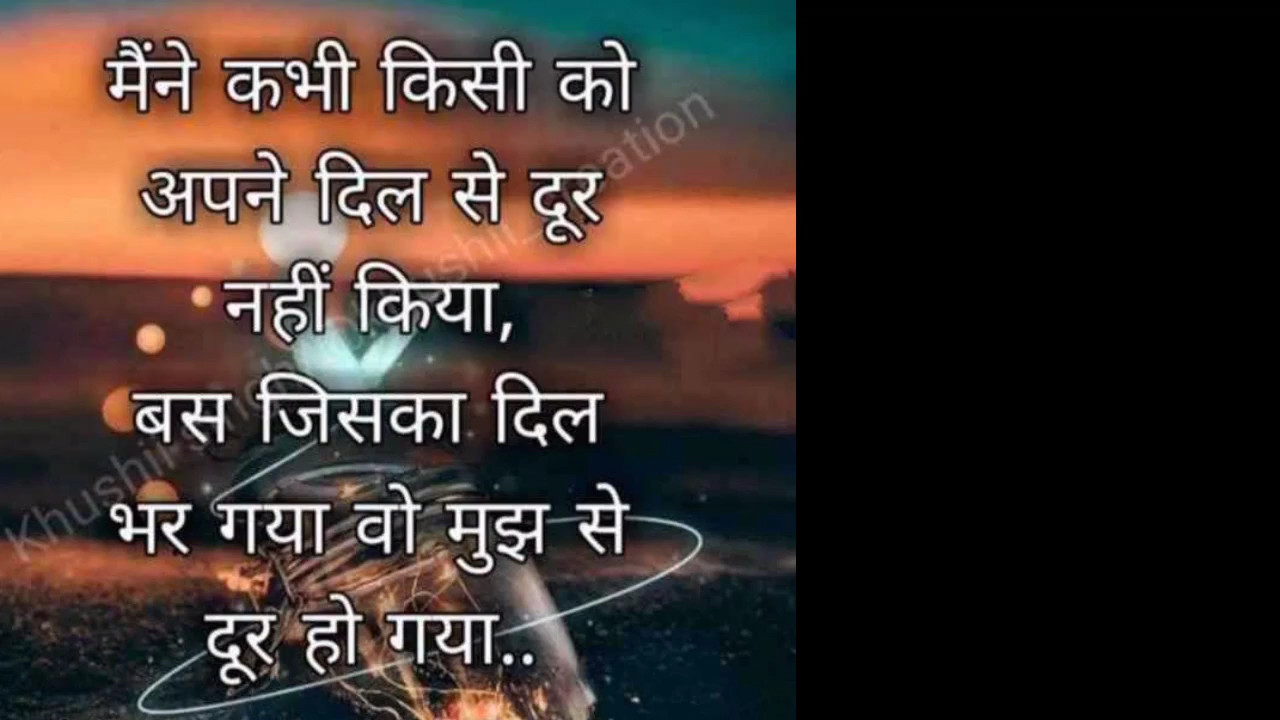 मैंने कभी किसी को
अपने दिल से दूर
नहीं किया,
बस जिसका दिल
भर गया वो मुझ से
दूर हो गया..